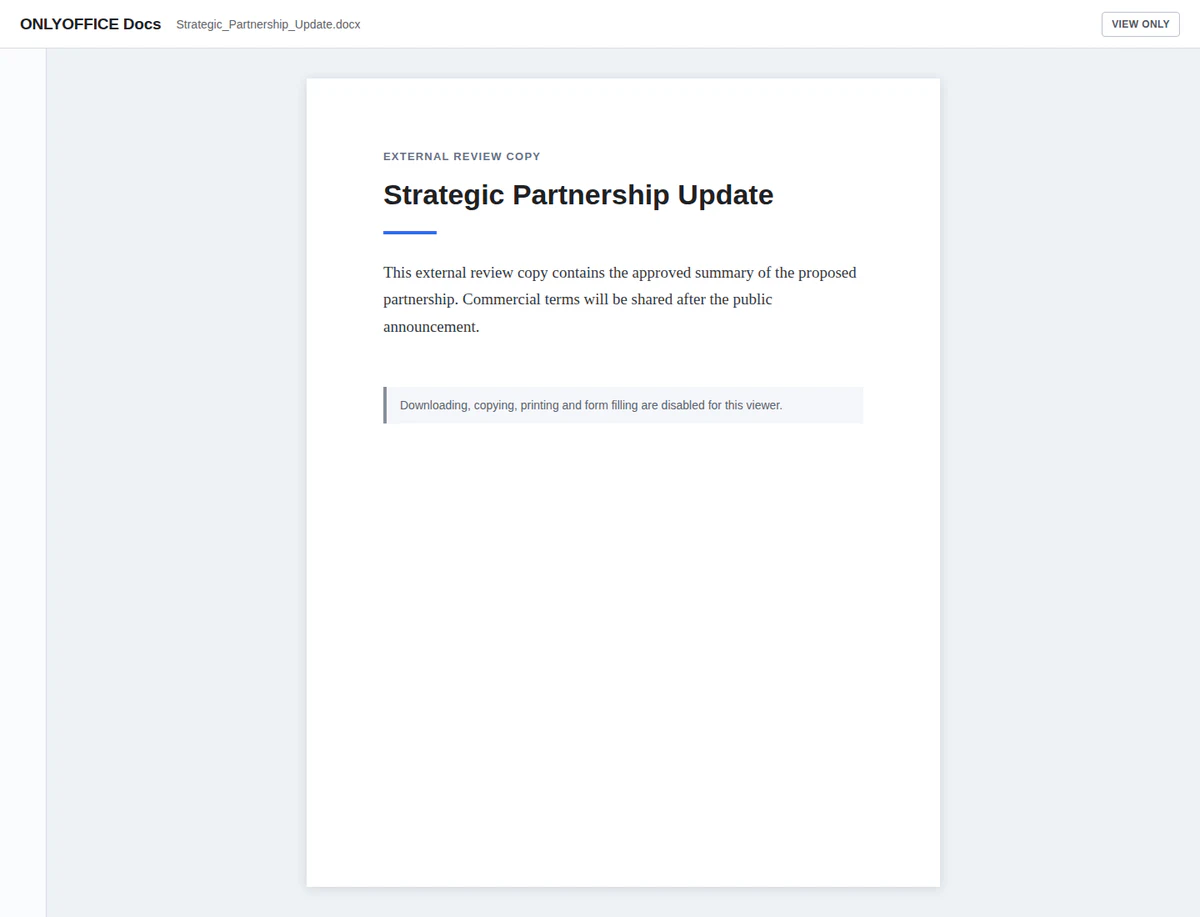 ONLYOFFICE Docs Strategic_Partnership_Update.docx VIEW ONLY
EXTERNAL REVIEW COPY
Strategic Partnership Update
This external review copy contains the approved summary of the proposed
partnership. Commercial terms will be shared after the public
announcement.
Downloading, copying, printing and form filling are disabled for this viewer.